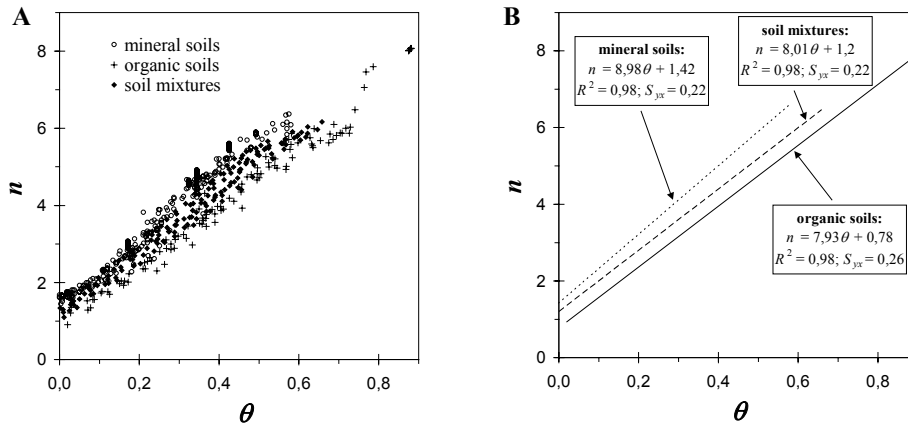 A
n
8
6
4
2
0
mineral soils
organic soils
soil mixtures
0,0 0,2 0,4 0,6 0,8
θ
B
n
8
6
4
2
0
mineral soils:
n = 8,98θ + 1,42
R² = 0,98; Syx = 0,22
soil mixtures:
n = 8,01θ + 1,2
R² = 0,98; Syx = 0,22
organic soils:
n = 7,93θ + 0,78
R² = 0,98; Syx = 0,26
0,0 0,2 0,4 0,6 0,8
θ